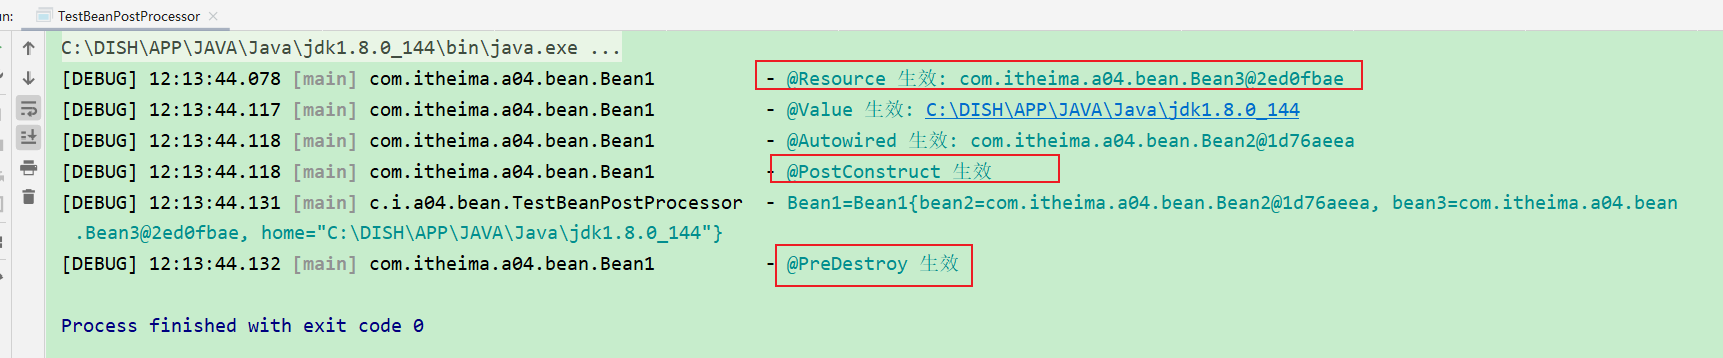 un: TestBeanPostProcessor ×
C:\DISH\APP\JAVA\Java\jdk1.8.0_144\bin\java.exe ...
[DEBUG] 12:13:44.078 [main] com.itheima.a04.bean.Bean1 - @Resource 生效: com.itheima.a04.bean.Bean3@2ed0fbae
[DEBUG] 12:13:44.117 [main] com.itheima.a04.bean.Bean1 - @Value 生效: C:\DISH\APP\JAVA\Java\jdk1.8.0_144
[DEBUG] 12:13:44.118 [main] com.itheima.a04.bean.Bean1 - @Autowired 生效: com.itheima.a04.bean.Bean2@1d76aeea
[DEBUG] 12:13:44.118 [main] com.itheima.a04.bean.Bean1 - @PostConstruct 生效
[DEBUG] 12:13:44.131 [main] c.i.a04.bean.TestBeanPostProcessor - Bean1=Bean1{bean2=com.itheima.a04.bean.Bean2@1d76aeea, bean3=com.itheima.a04.bean
.Bean3@2ed0fbae, home="C:\DISH\APP\JAVA\Java\jdk1.8.0_144"}
[DEBUG] 12:13:44.132 [main] com.itheima.a04.bean.Bean1 - @PreDestroy 生效
Process finished with exit code 0